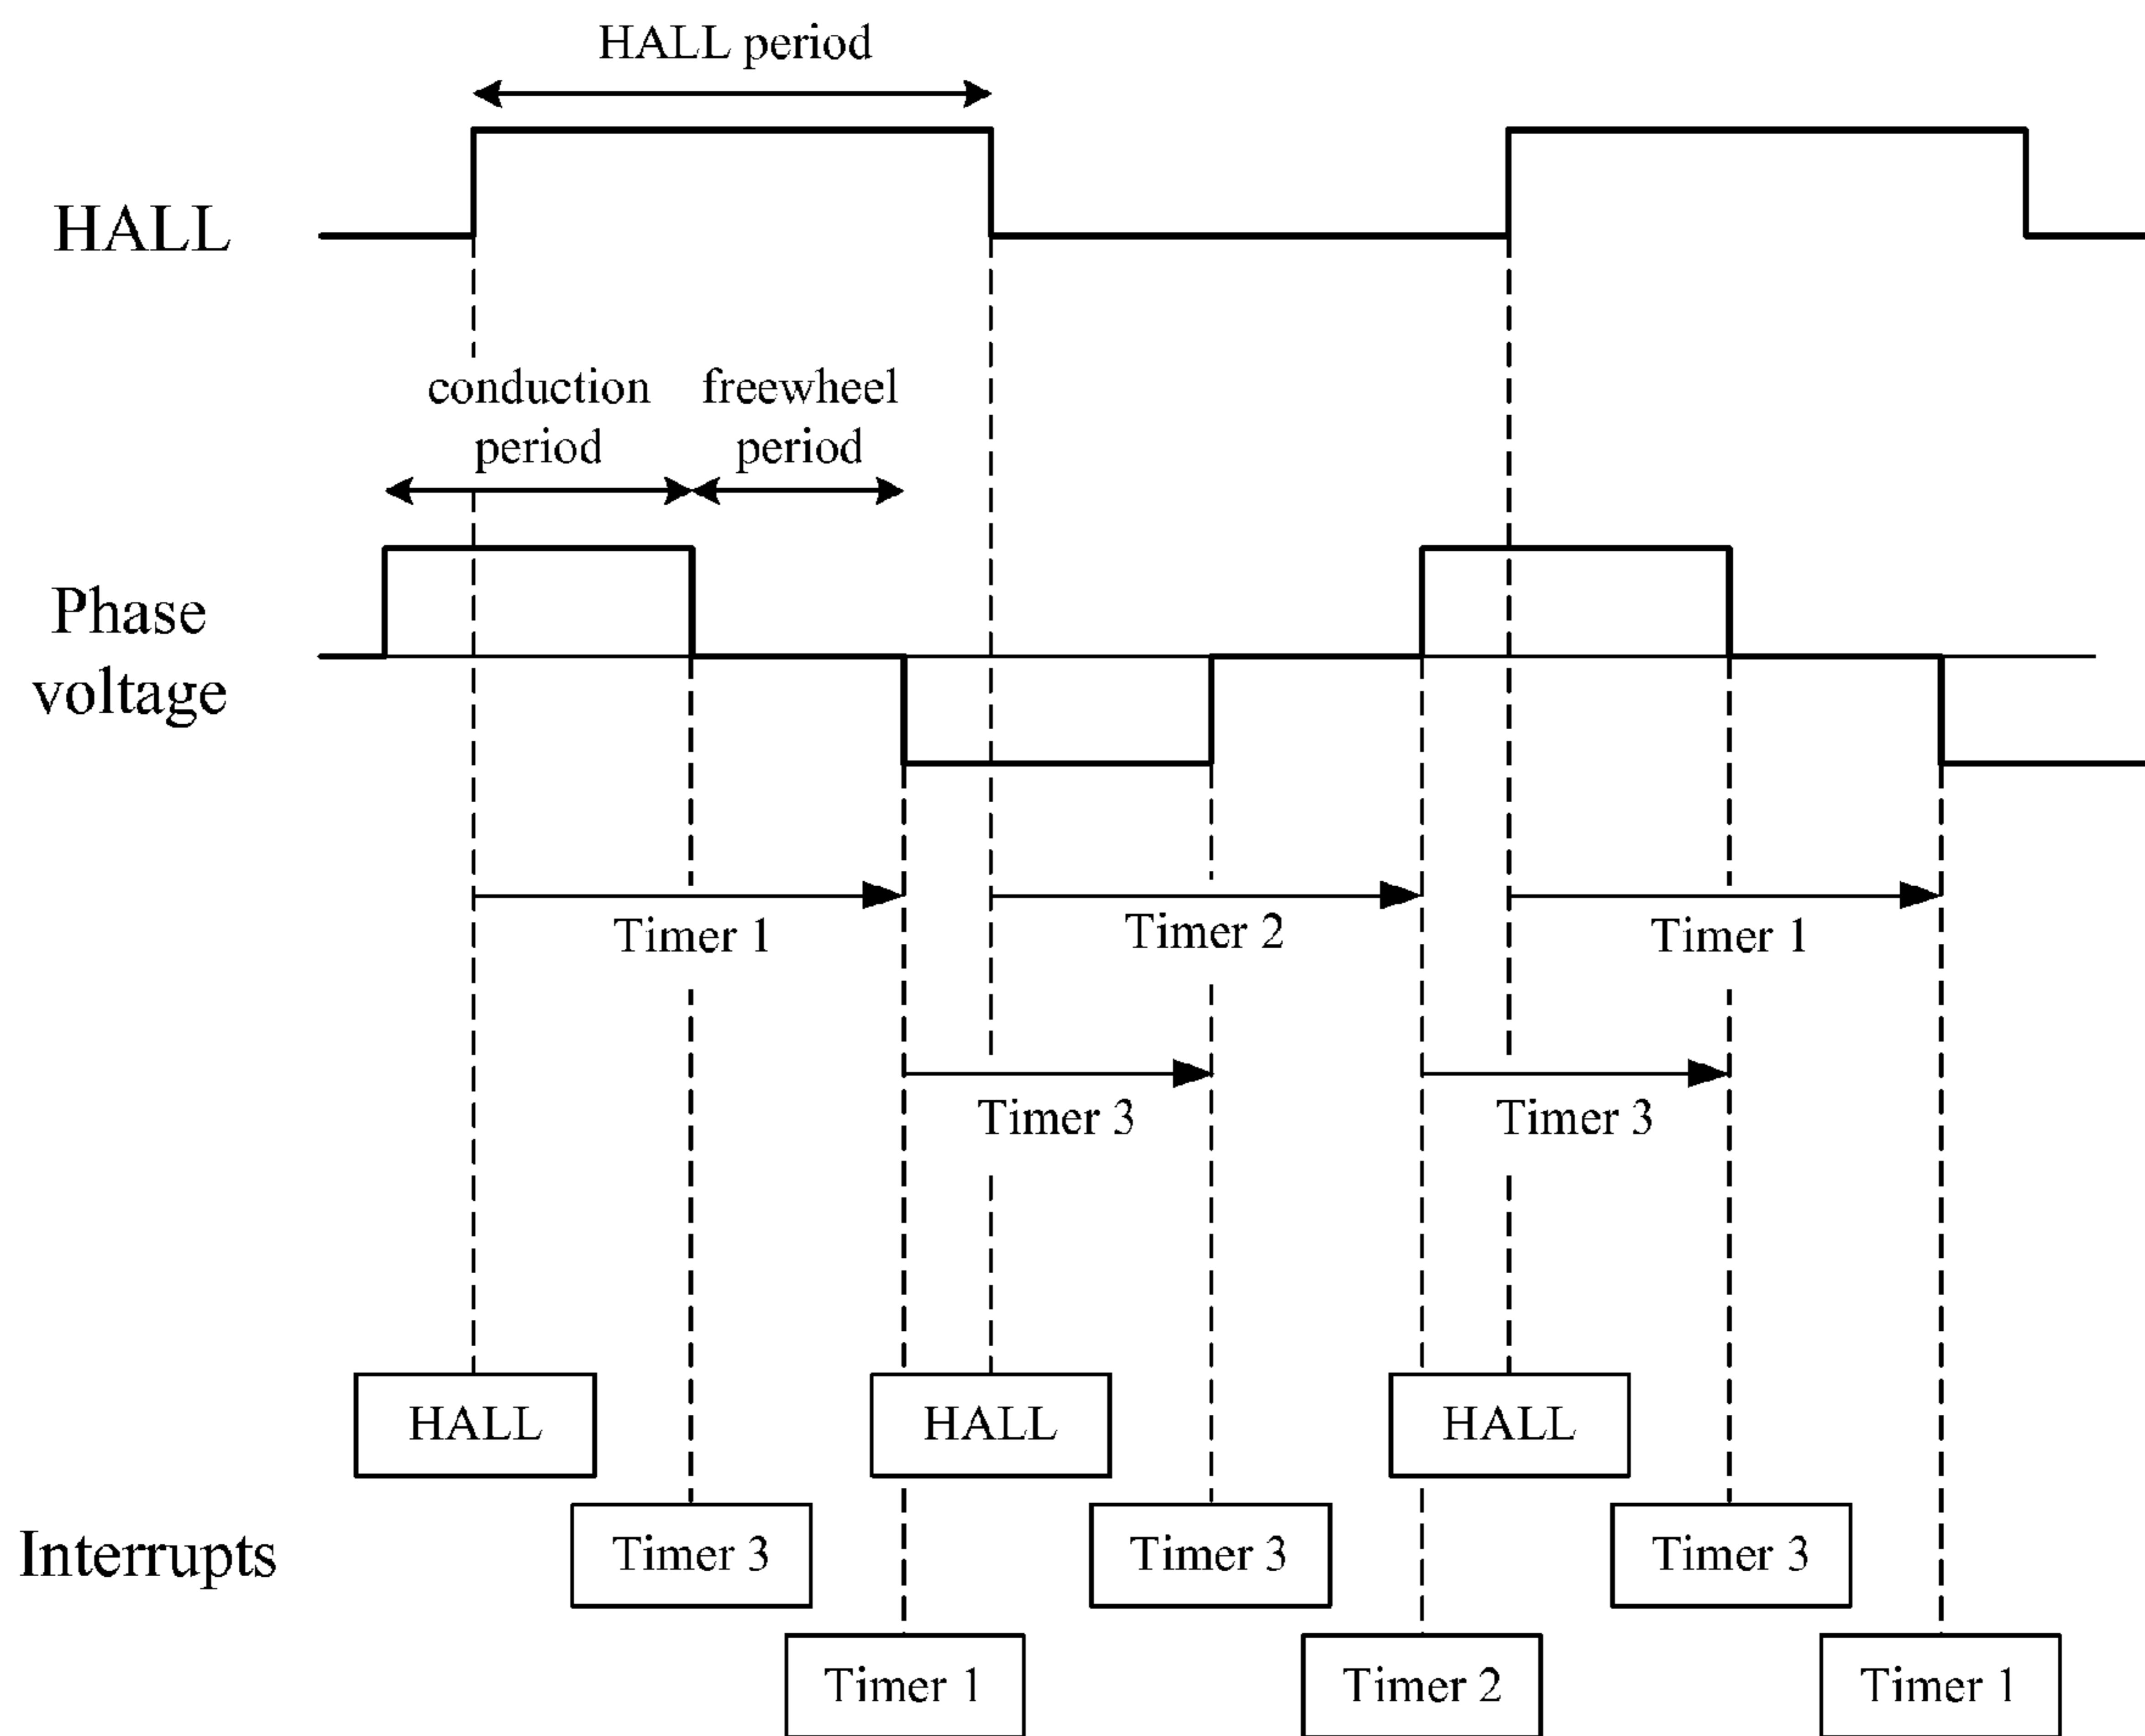 HALL period
HALL
conduction
period
freewheel
period
Phase
voltage
Timer 1
Timer 2
Timer 1
Timer 3
Timer 3
HALL
HALL
HALL
Interrupts
Timer 3
Timer 3
Timer 3
Timer 1
Timer 2
Timer 1